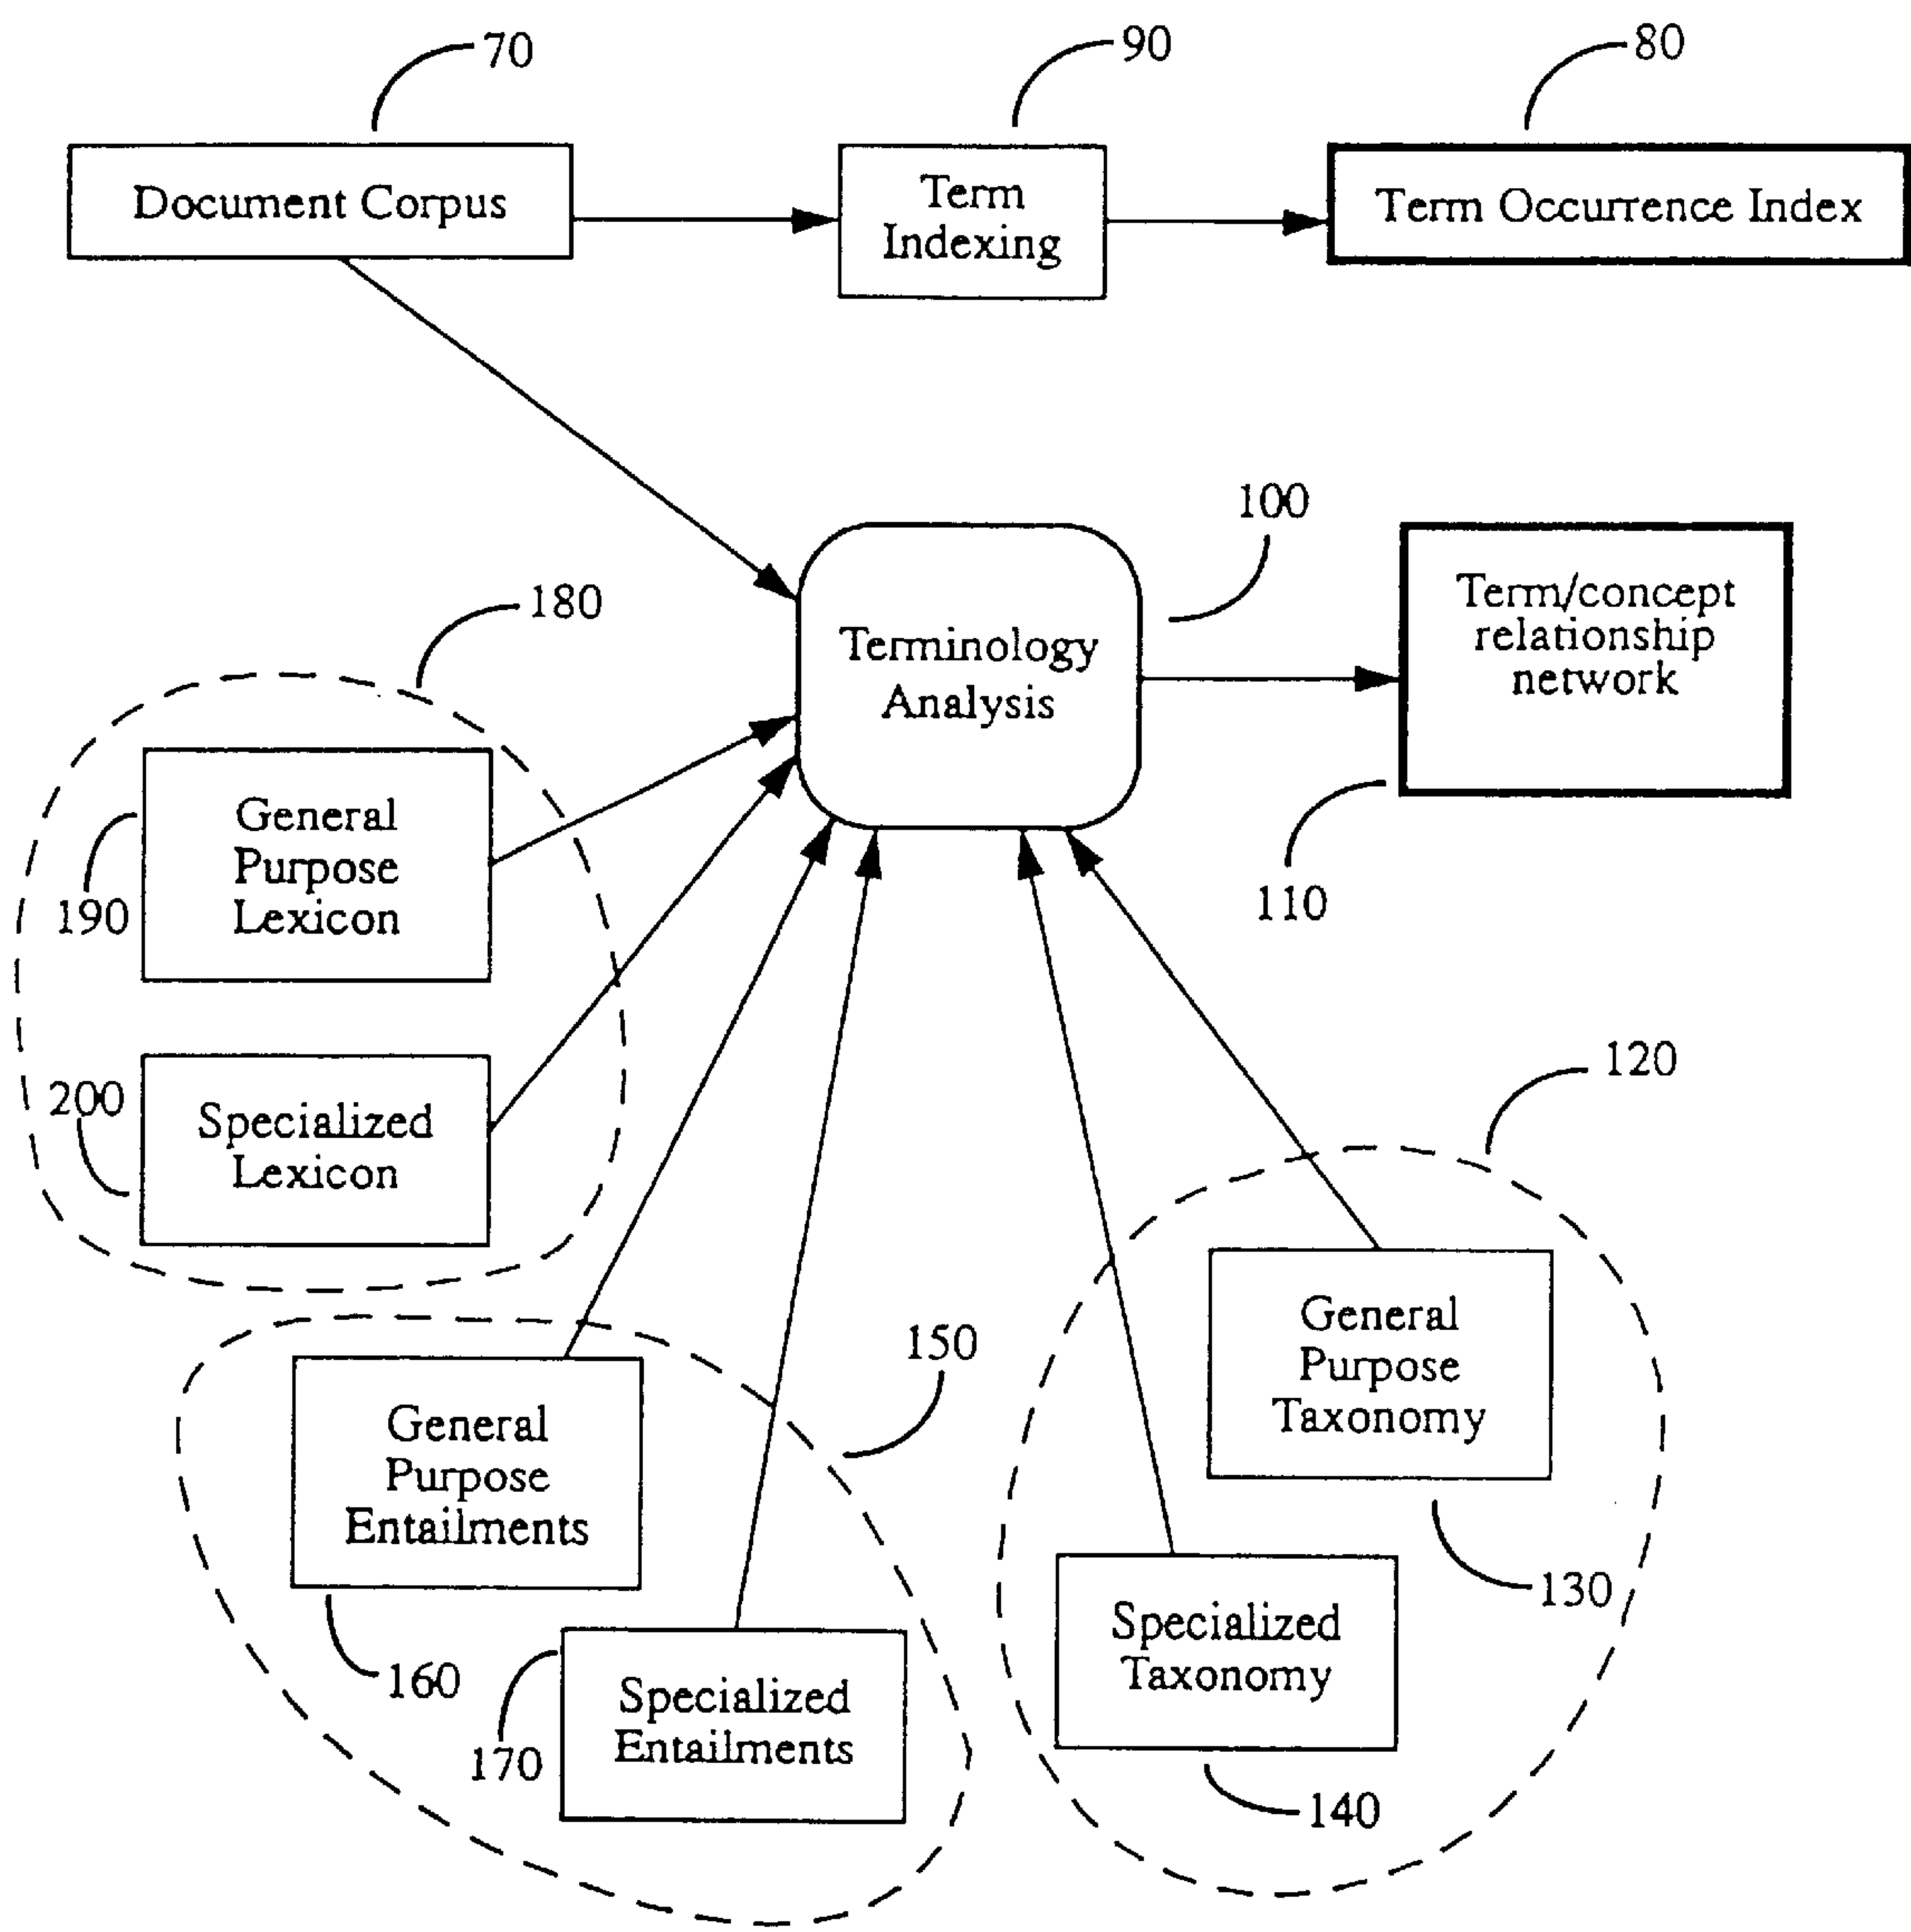 70
90
80
Document Corpus
Term
Indexing
Term Occurrence Index
100
Terminology
Analysis
Term/concept
relationship
network
110
180
General
Purpose
Lexicon
190
200
Specialized
Lexicon
120
150
General
Purpose
Entailments
160
Specialized
Entailments
170
General
Purpose
Taxonomy
130
Specialized
Taxonomy
140